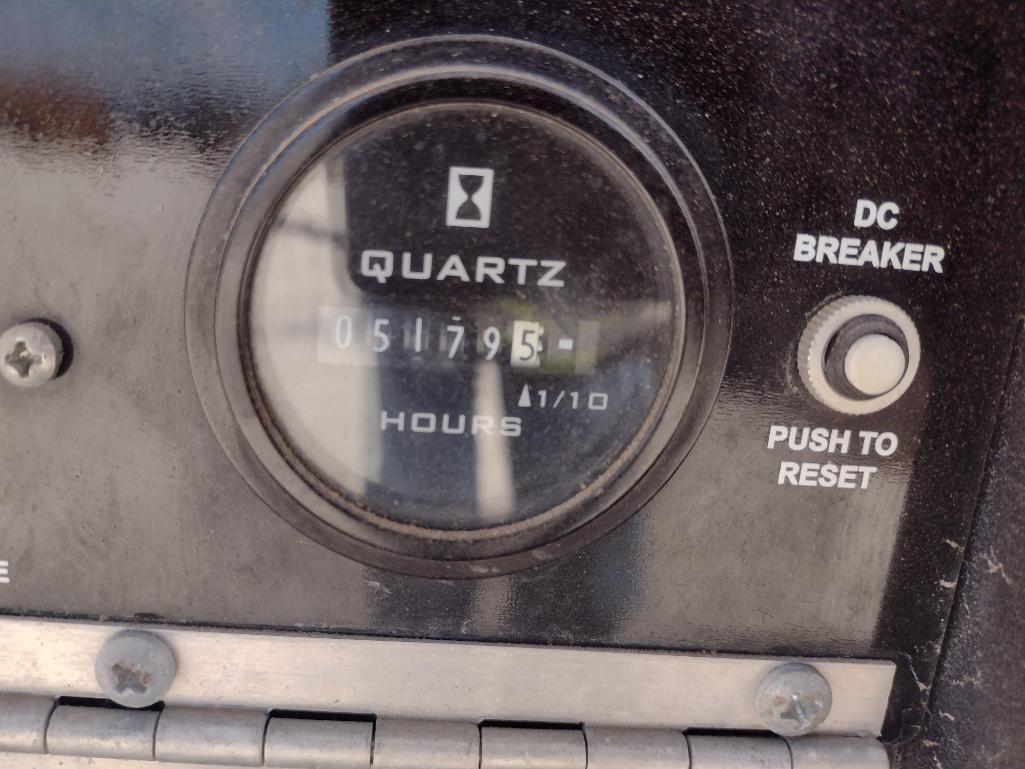 QUARTZ
051795
1/10
HOURS
DC
BREAKER
PUSH TO
RESET
E